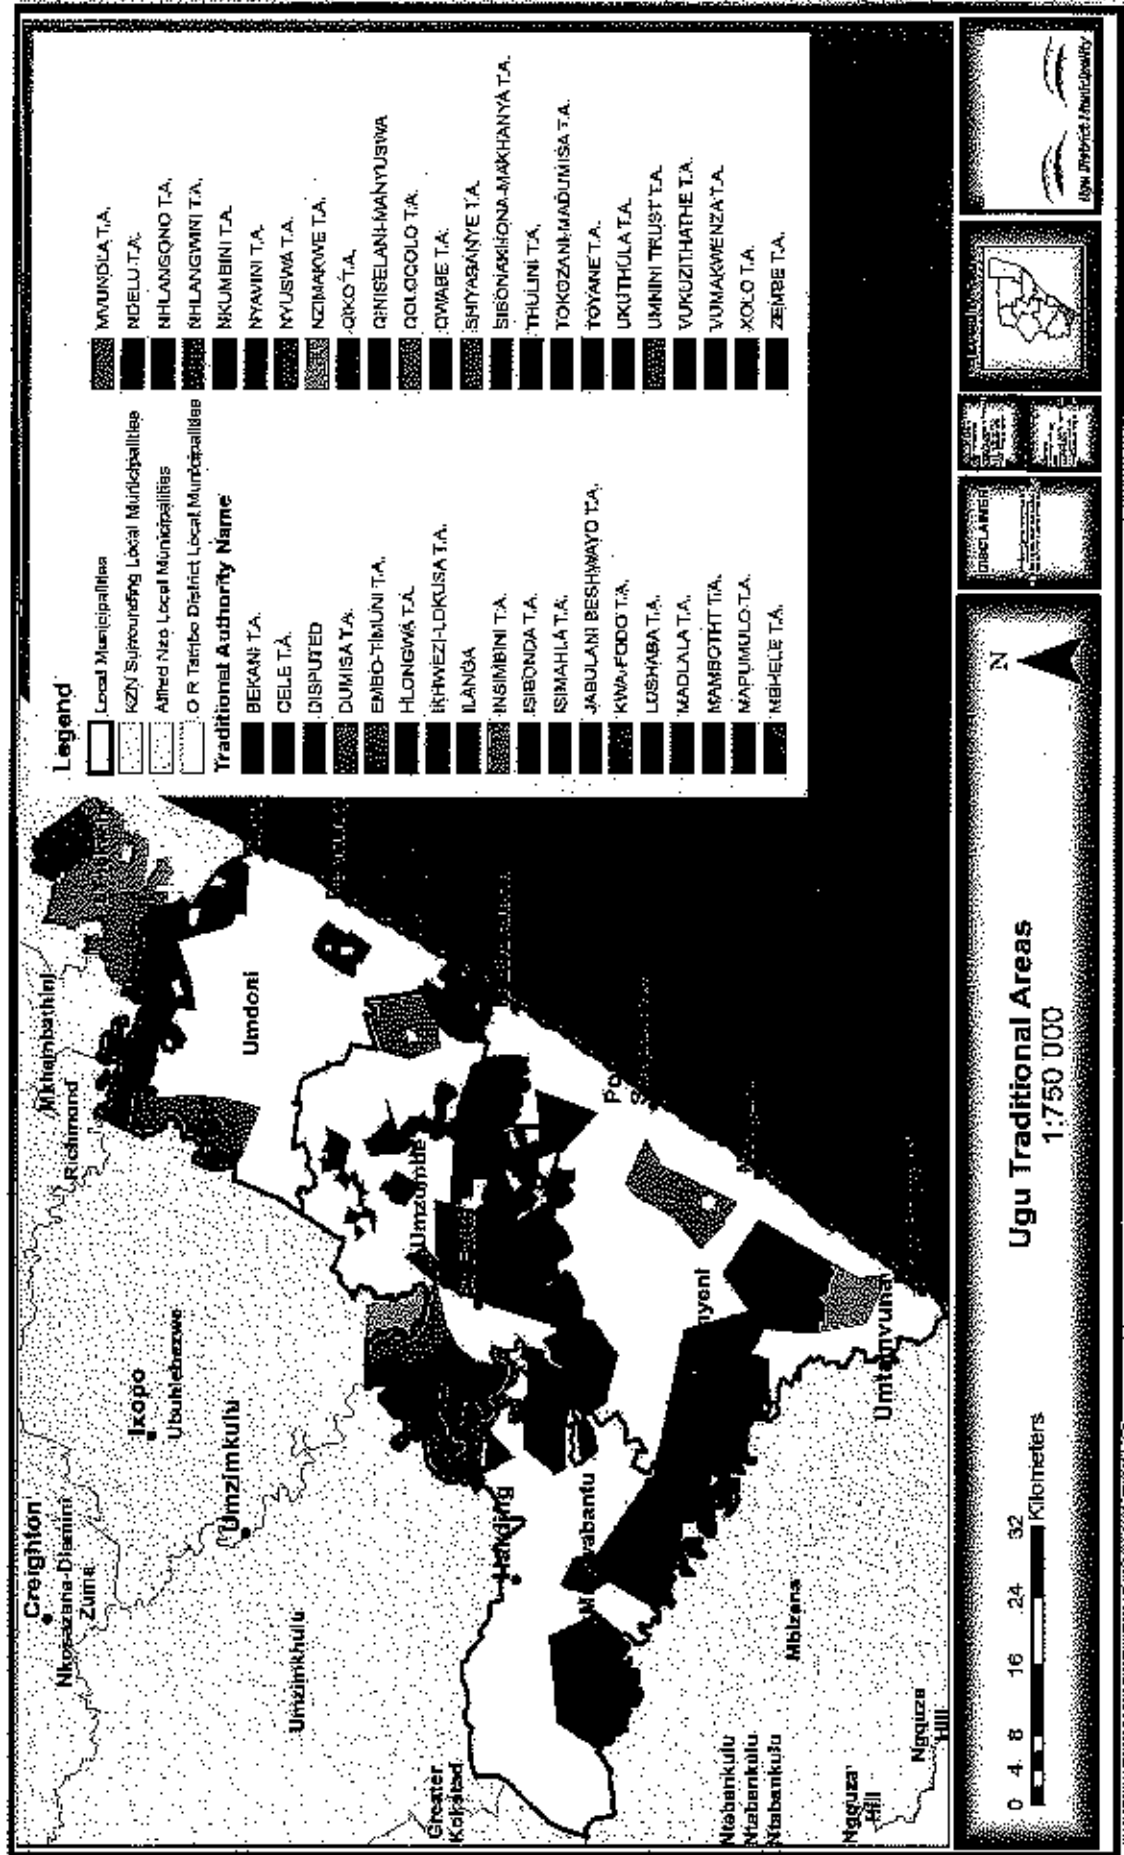 Legend
Local Municipalities
KZN Surrounding Local Municipalities
Alfred Nzo Local Municipalities
O R Tambo District Local Municipalities
Traditional Authority Name
BEKANI T.A.
CELE T.A.
DISPUTED
DUMISA T.A.
EMBO-TIMUNI T.A.
HLONGWA T.A.
IKHWEZI-LOKUSA T.A.
ILANGA
INSIMBINI T.A.
ISIBONDA T.A.
ISIMAHLA T.A.
JABULANI BESHWAYO T.A.
KWA-FODO T.A.
LUSHABA T.A.
MADLALA T.A.
MAMBOTHT T.A.
MAPUMULO T.A.
MBHELE T.A.
MVUNDLA T.A.
NDELU T.A.
NHLANGONO T.A.
NHLANGWINI T.A.
NKUMBINI T.A.
NYAVINI T.A.
NYUSWA T.A.
NZIMAKWE T.A.
QIKO T.A.
QINISELANI-MANYUSWA
QOLOQOLO T.A.
QWABE T.A.
SHIYABANYE T.A.
SIBONAKHONA-MAKHANYA T.A.
THULINI T.A.
TOKOZANI-MADUMISA T.A.
TOYANE T.A.
UKUTHULA T.A.
UMNINI TRUST T.A.
VUKUZITHATHE T.A.
VUMAKWENZA T.A.
XOLO T.A.
ZEMBE T.A.
Creighton
Nkosazana-Dlamini
Zuma
Ixopo
Ubuhlebezwe
Umzimkulu
Umzimkhulu
Richmond
Mkhambathini
Umdoni
Umzumbe
Greater
Kokstad
Harding
Mbizana
Ntabankulu
Ntabankulu
Ntabankulu
Ngquza
Hill
Ngquza
Hill
0 4 8 16 24 32
Kilometers
Ugu Traditional Areas
1:750 000
N
DISCLAIMER
Ugu District Municipality